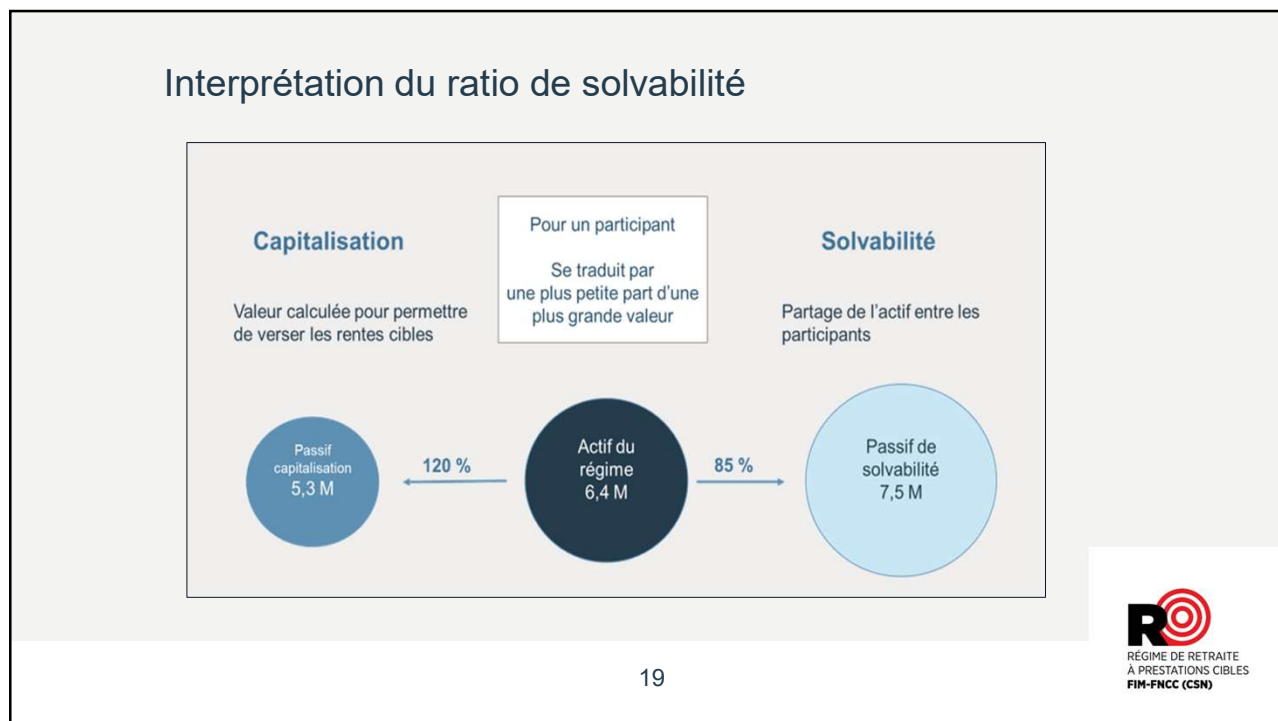 Interprétation du ratio de solvabilité
Capitalisation
Valeur calculée pour permettre
de verser les rentes cibles
Pour un participant
Se traduit par
une plus petite part d'une
plus grande valeur
Solvabilité
Partage de l'actif entre les
participants
Passif
capitalisation
5,3 M
120 %
Actif du
régime
6,4 M
85 %
Passif de
solvabilité
7,5 M
RO
RÉGIME DE RETRAITE
À PRESTATIONS CIBLES
FIM-FNCC (CSN)
19